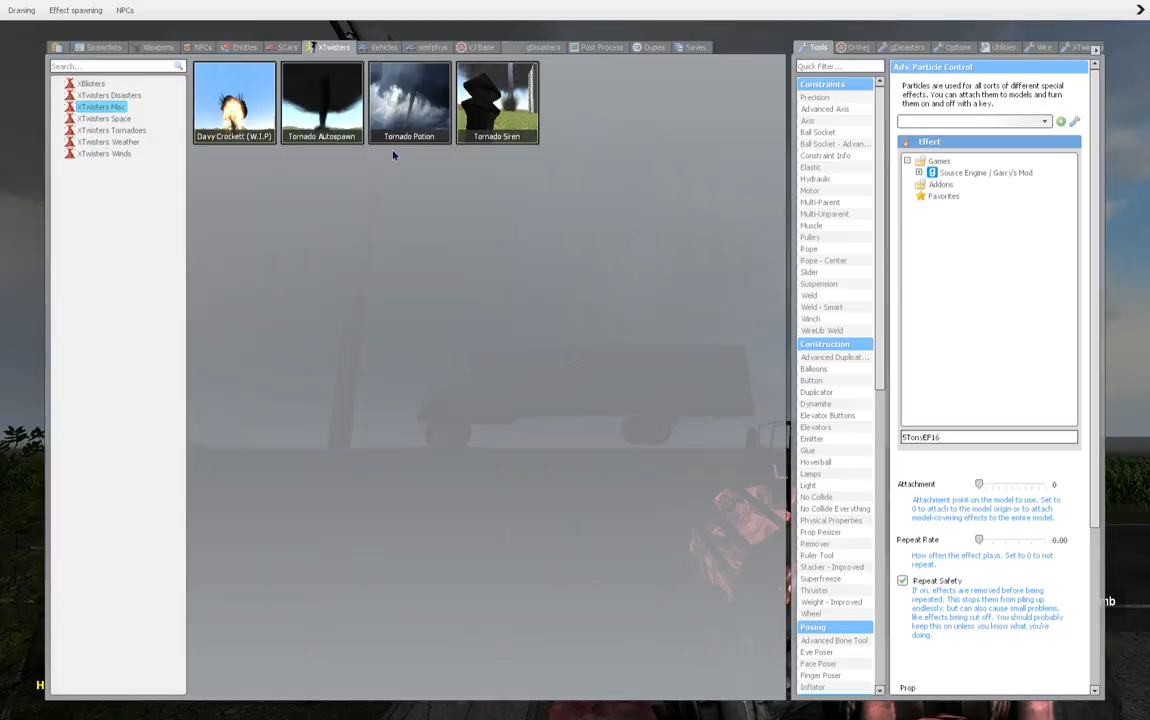 Drawing Effect spawning NPCs
Spawnlists Weapons NPCs Entities SCars XTwisters Vehicles simfphys VJ Base gDisasters Post Process Dupes Saves
Search...
XBlisters
XTwisters Disasters
XTwisters Misc
XTwisters Space
XTwisters Tornadoes
XTwisters Weather
XTwisters Winds
Davy Crockett (W.I.P) Tornado Autospawn Tornado Potion Tornado Siren
Tools DrVrej gDisasters Options Utilities Wire
Quick Filter...
Constraints
Precision
Advanced Axis
Axis
Ball Socket
Ball Socket - Advan...
Constraint Info
Elastic
Hydraulic
Motor
Multi-Parent
Multi-Unparent
Muscle
Pulley
Rope
Rope - Center
Slider
Suspension
Weld
Weld - Smart
Winch
WireLib Weld
Construction
Advanced Duplicat...
Balloons
Button
Duplicator
Dynamite
Elevator Buttons
Elevators
Emitter
Glue
Hoverball
Lamps
Light
No Collide
No Collide Everything
Physical Properties
Prop Resizer
Remover
Ruler Tool
Stacker - Improved
Superfreeze
Thruster
Weight - Improved
Wheel
Posing
Advanced Bone Tool
Eye Poser
Face Poser
Finger Poser
Inflator
Adv. Particle Control
Particles are used for all sorts of different special
effects. You can attach them to models and turn
them on and off with a key.
Effect
Games
Source Engine / Garry's Mod
Addons
Favorites
5TonyEF16
Attachment 0
Attachment point on the model to use. Set to
0 to attach to the model origin or to attach
model-covering effects to the entire model.
Repeat Rate 0.00
How often the effect plays. Set to 0 to not
repeat.
Repeat Safety
If on, effects are removed before being
repeated. This stops them from piling up
endlessly, but can also cause small problems,
like effects being cut off. You should probably
keep this on unless you know what you're
doing.
Prop